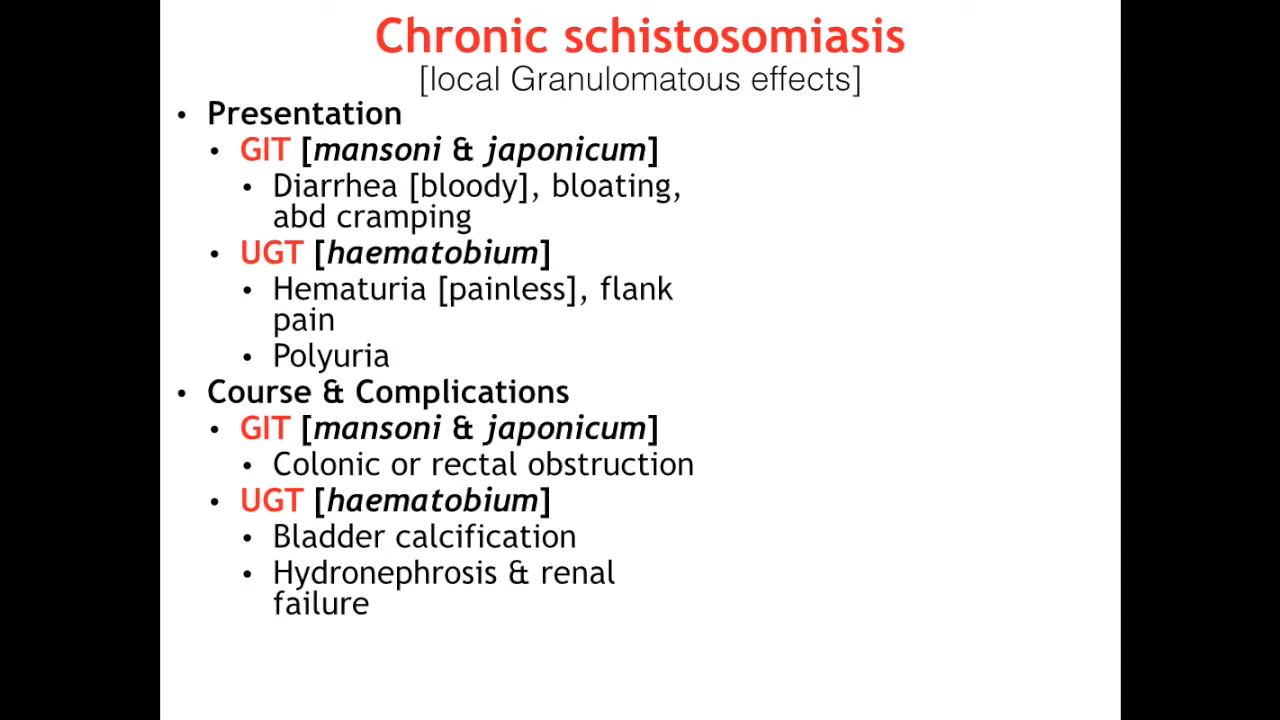 Chronic schistosomiasis
[local Granulomatous effects]
• Presentation
• GIT [mansoni & japonicum]
• Diarrhea [bloody], bloating,
abd cramping
• UGT [haematobium]
• Hematuria [painless], flank
pain
• Polyuria
• Course & Complications
• GIT [mansoni & japonicum]
• Colonic or rectal obstruction
• UGT [haematobium]
• Bladder calcification
• Hydronephrosis & renal
failure